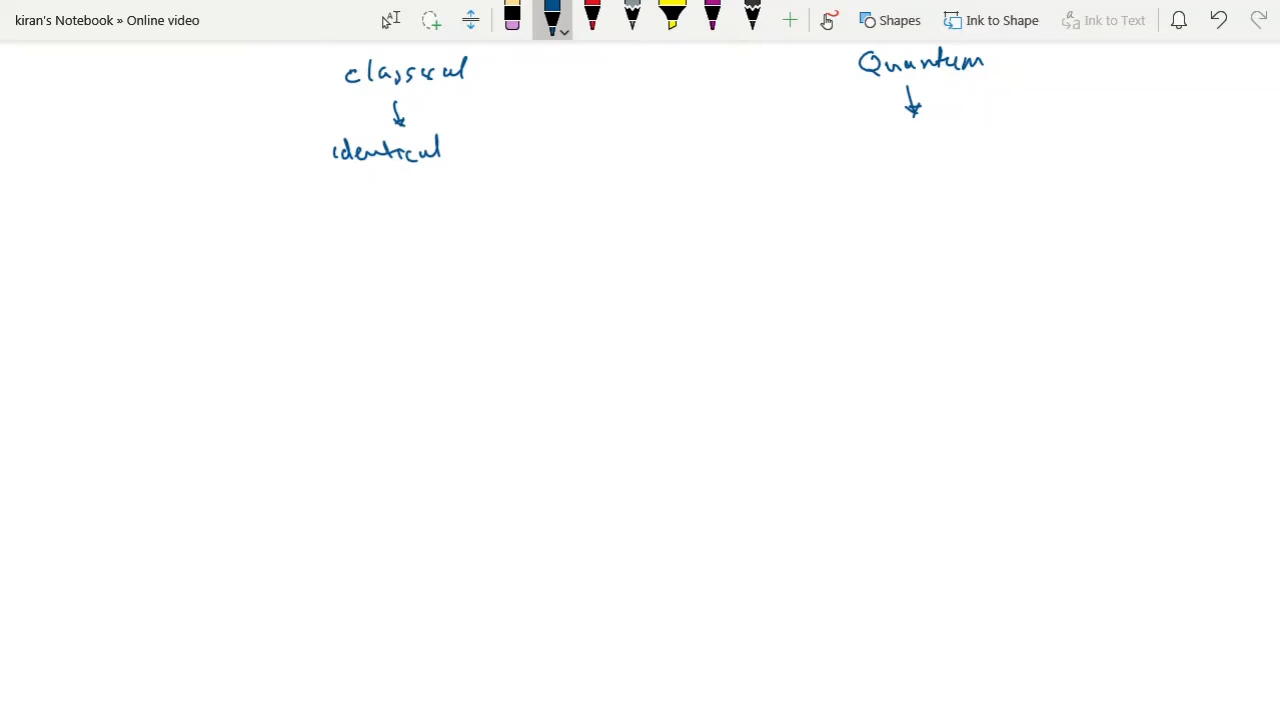 kiran's Notebook » Online video
Shapes
Ink to Shape
Ink to Text
Classical
Quantum
identical